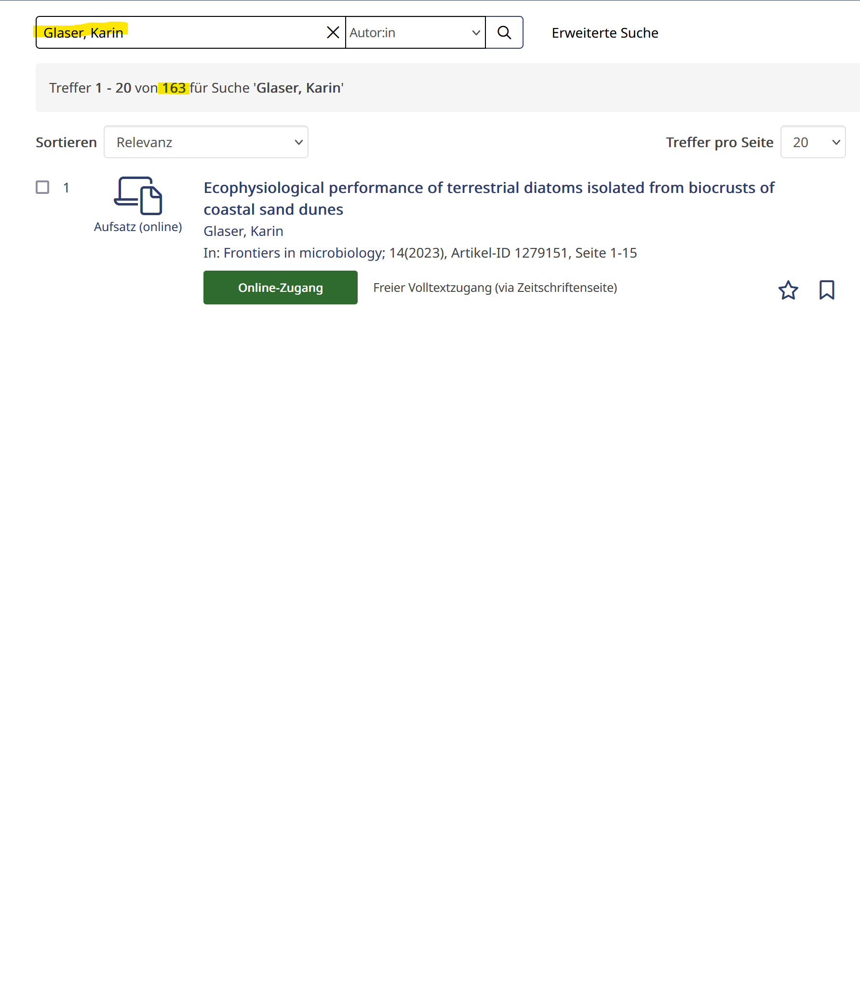 Glaser, Karin Autor:in Erweiterte Suche
Treffer 1 - 20 von 163 für Suche 'Glaser, Karin'
Sortieren Relevanz Treffer pro Seite 20
1 Ecophysiological performance of terrestrial diatoms isolated from biocrusts of
coastal sand dunes
Aufsatz (online)
Glaser, Karin
In: Frontiers in microbiology; 14(2023), Artikel-ID 1279151, Seite 1-15
Online-Zugang Freier Volltextzugang (via Zeitschriftenseite)